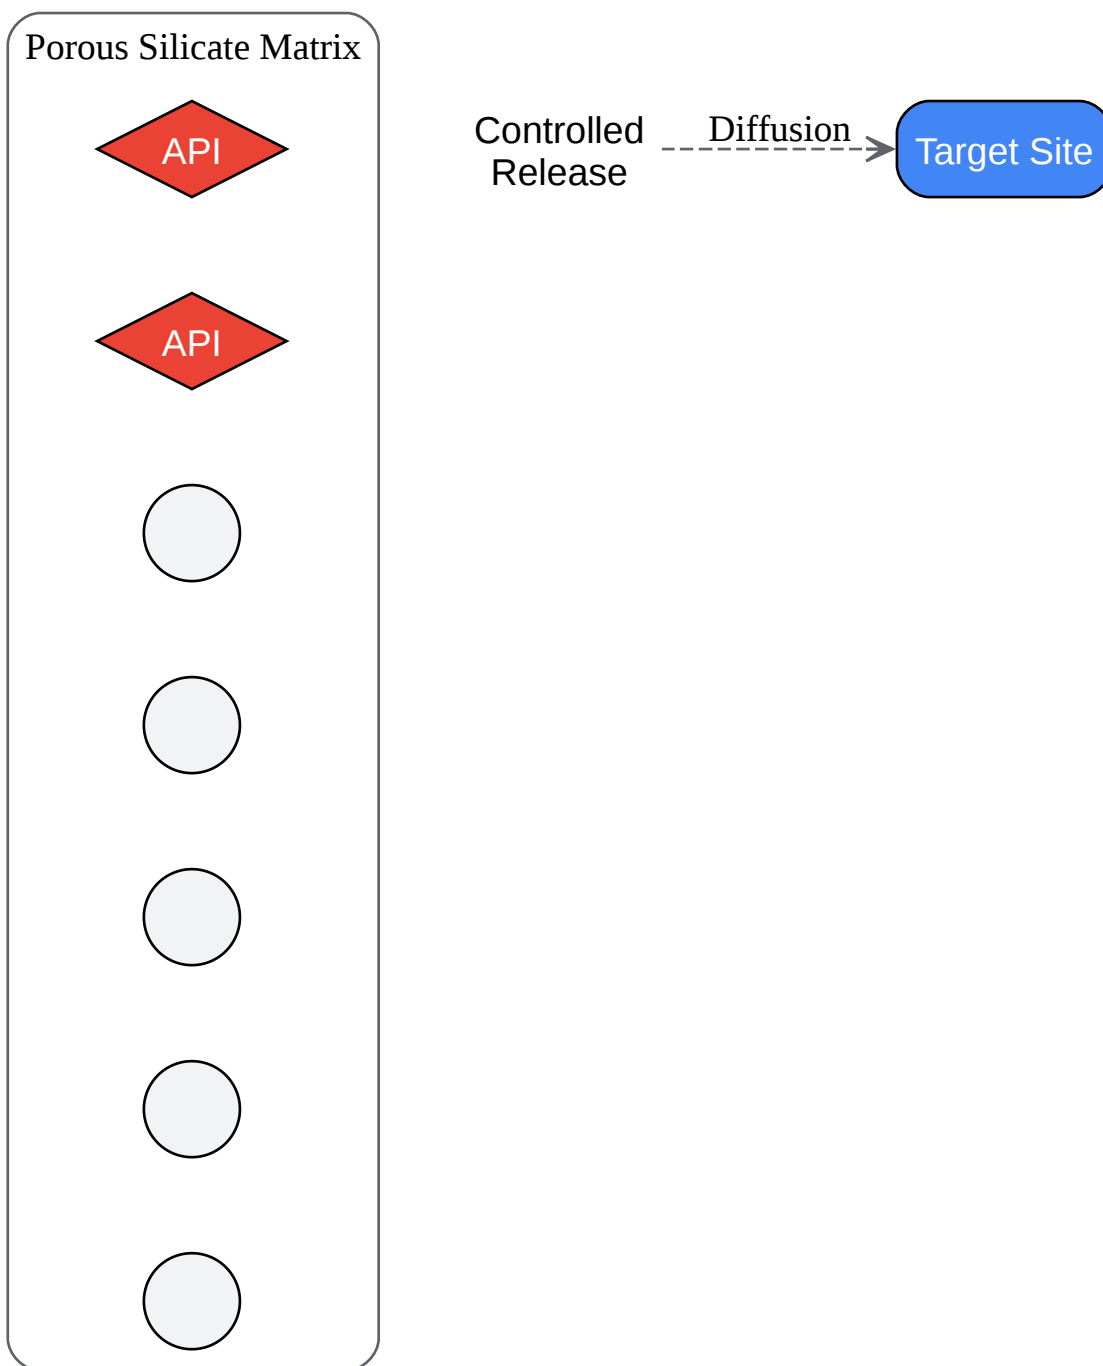 Porous Silicate Matrix
API
Controlled
Release
Diffusion
Target Site
API